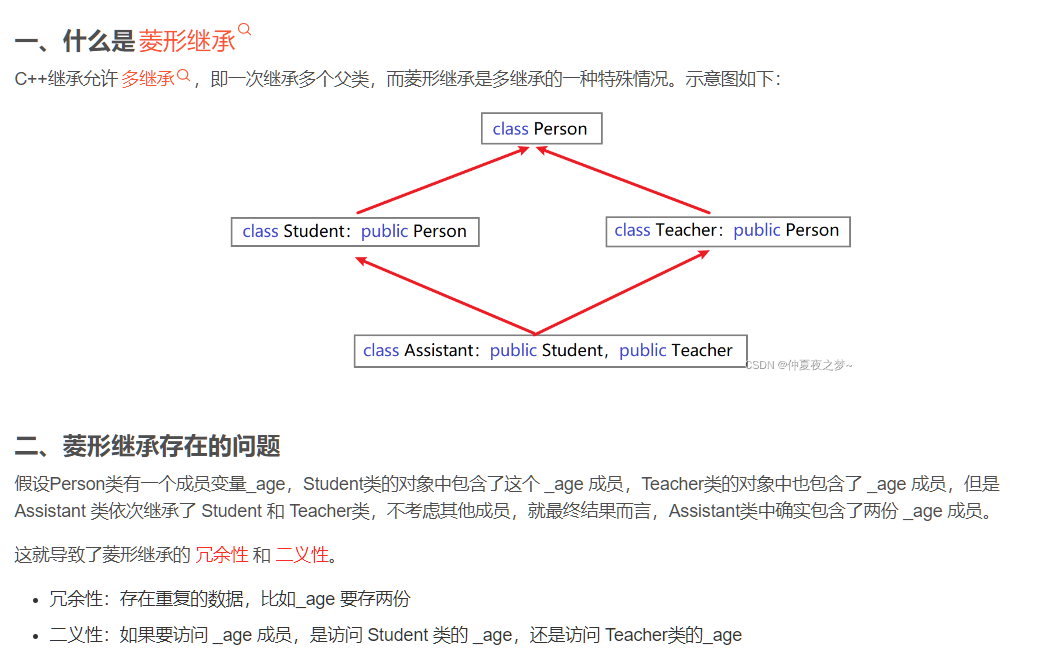 一、什么是菱形继承
C++继承允许 多继承，即一次继承多个父类，而菱形继承是多继承的一种特殊情况。示意图如下：
class Person
class Student：public Person
class Teacher：public Person
class Assistant：public Student，public Teacher
CSDN @仲夏夜之梦~
二、菱形继承存在的问题
假设Person类有一个成员变量_age，Student类的对象中包含了这个 _age 成员，Teacher类的对象中也包含了 _age 成员，但是
Assistant 类依次继承了 Student 和 Teacher类，不考虑其他成员，就最终结果而言，Assistant类中确实包含了两份 _age 成员。
这就导致了菱形继承的 冗余性 和 二义性。
• 冗余性：存在重复的数据，比如_age 要存两份
• 二义性：如果要访问 _age 成员，是访问 Student 类的 _age，还是访问 Teacher类的_age